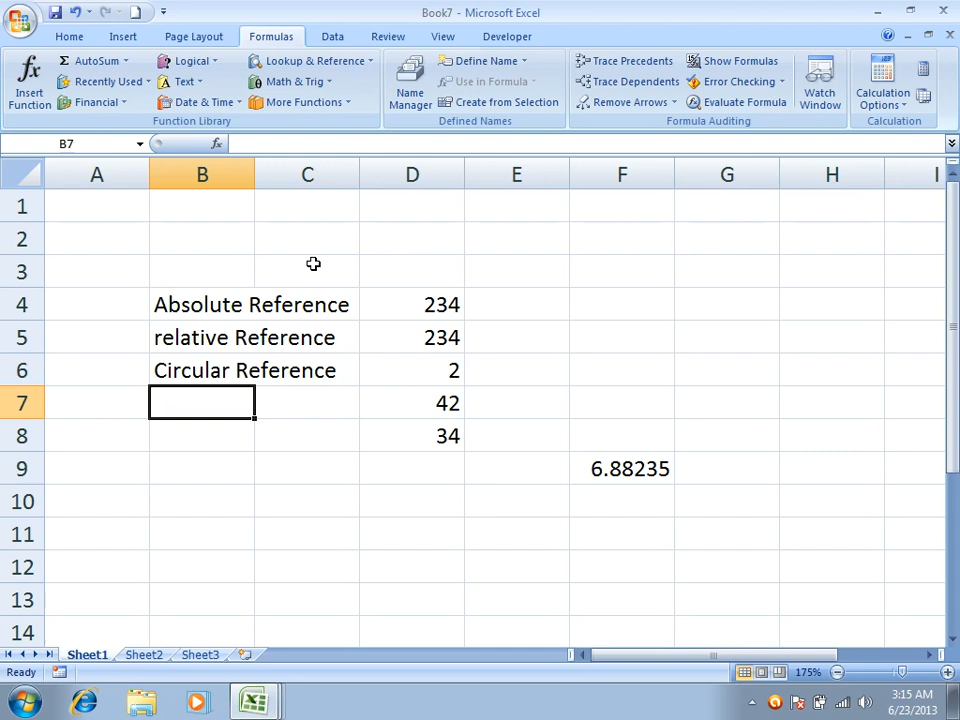 Book7 - Microsoft Excel
Home Insert Page Layout Formulas Data Review View Developer
fx Insert Function
Σ AutoSum
Recently Used
Financial
Logical
Text
Date & Time
Lookup & Reference
Math & Trig
More Functions
Function Library
Name Manager
Define Name
Use in Formula
Create from Selection
Defined Names
Trace Precedents
Trace Dependents
Remove Arrows
Show Formulas
Error Checking
Evaluate Formula
Formula Auditing
Watch Window
Calculation Options
Calculation
B7 fx
A B C D E F G H I
1
2
3
4 Absolute Reference 234
5 relative Reference 234
6 Circular Reference 2
7 42
8 34
9 6.88235
10
11
12
13
14
Sheet1 Sheet2 Sheet3
Ready 175%
3:15 AM
6/23/2013